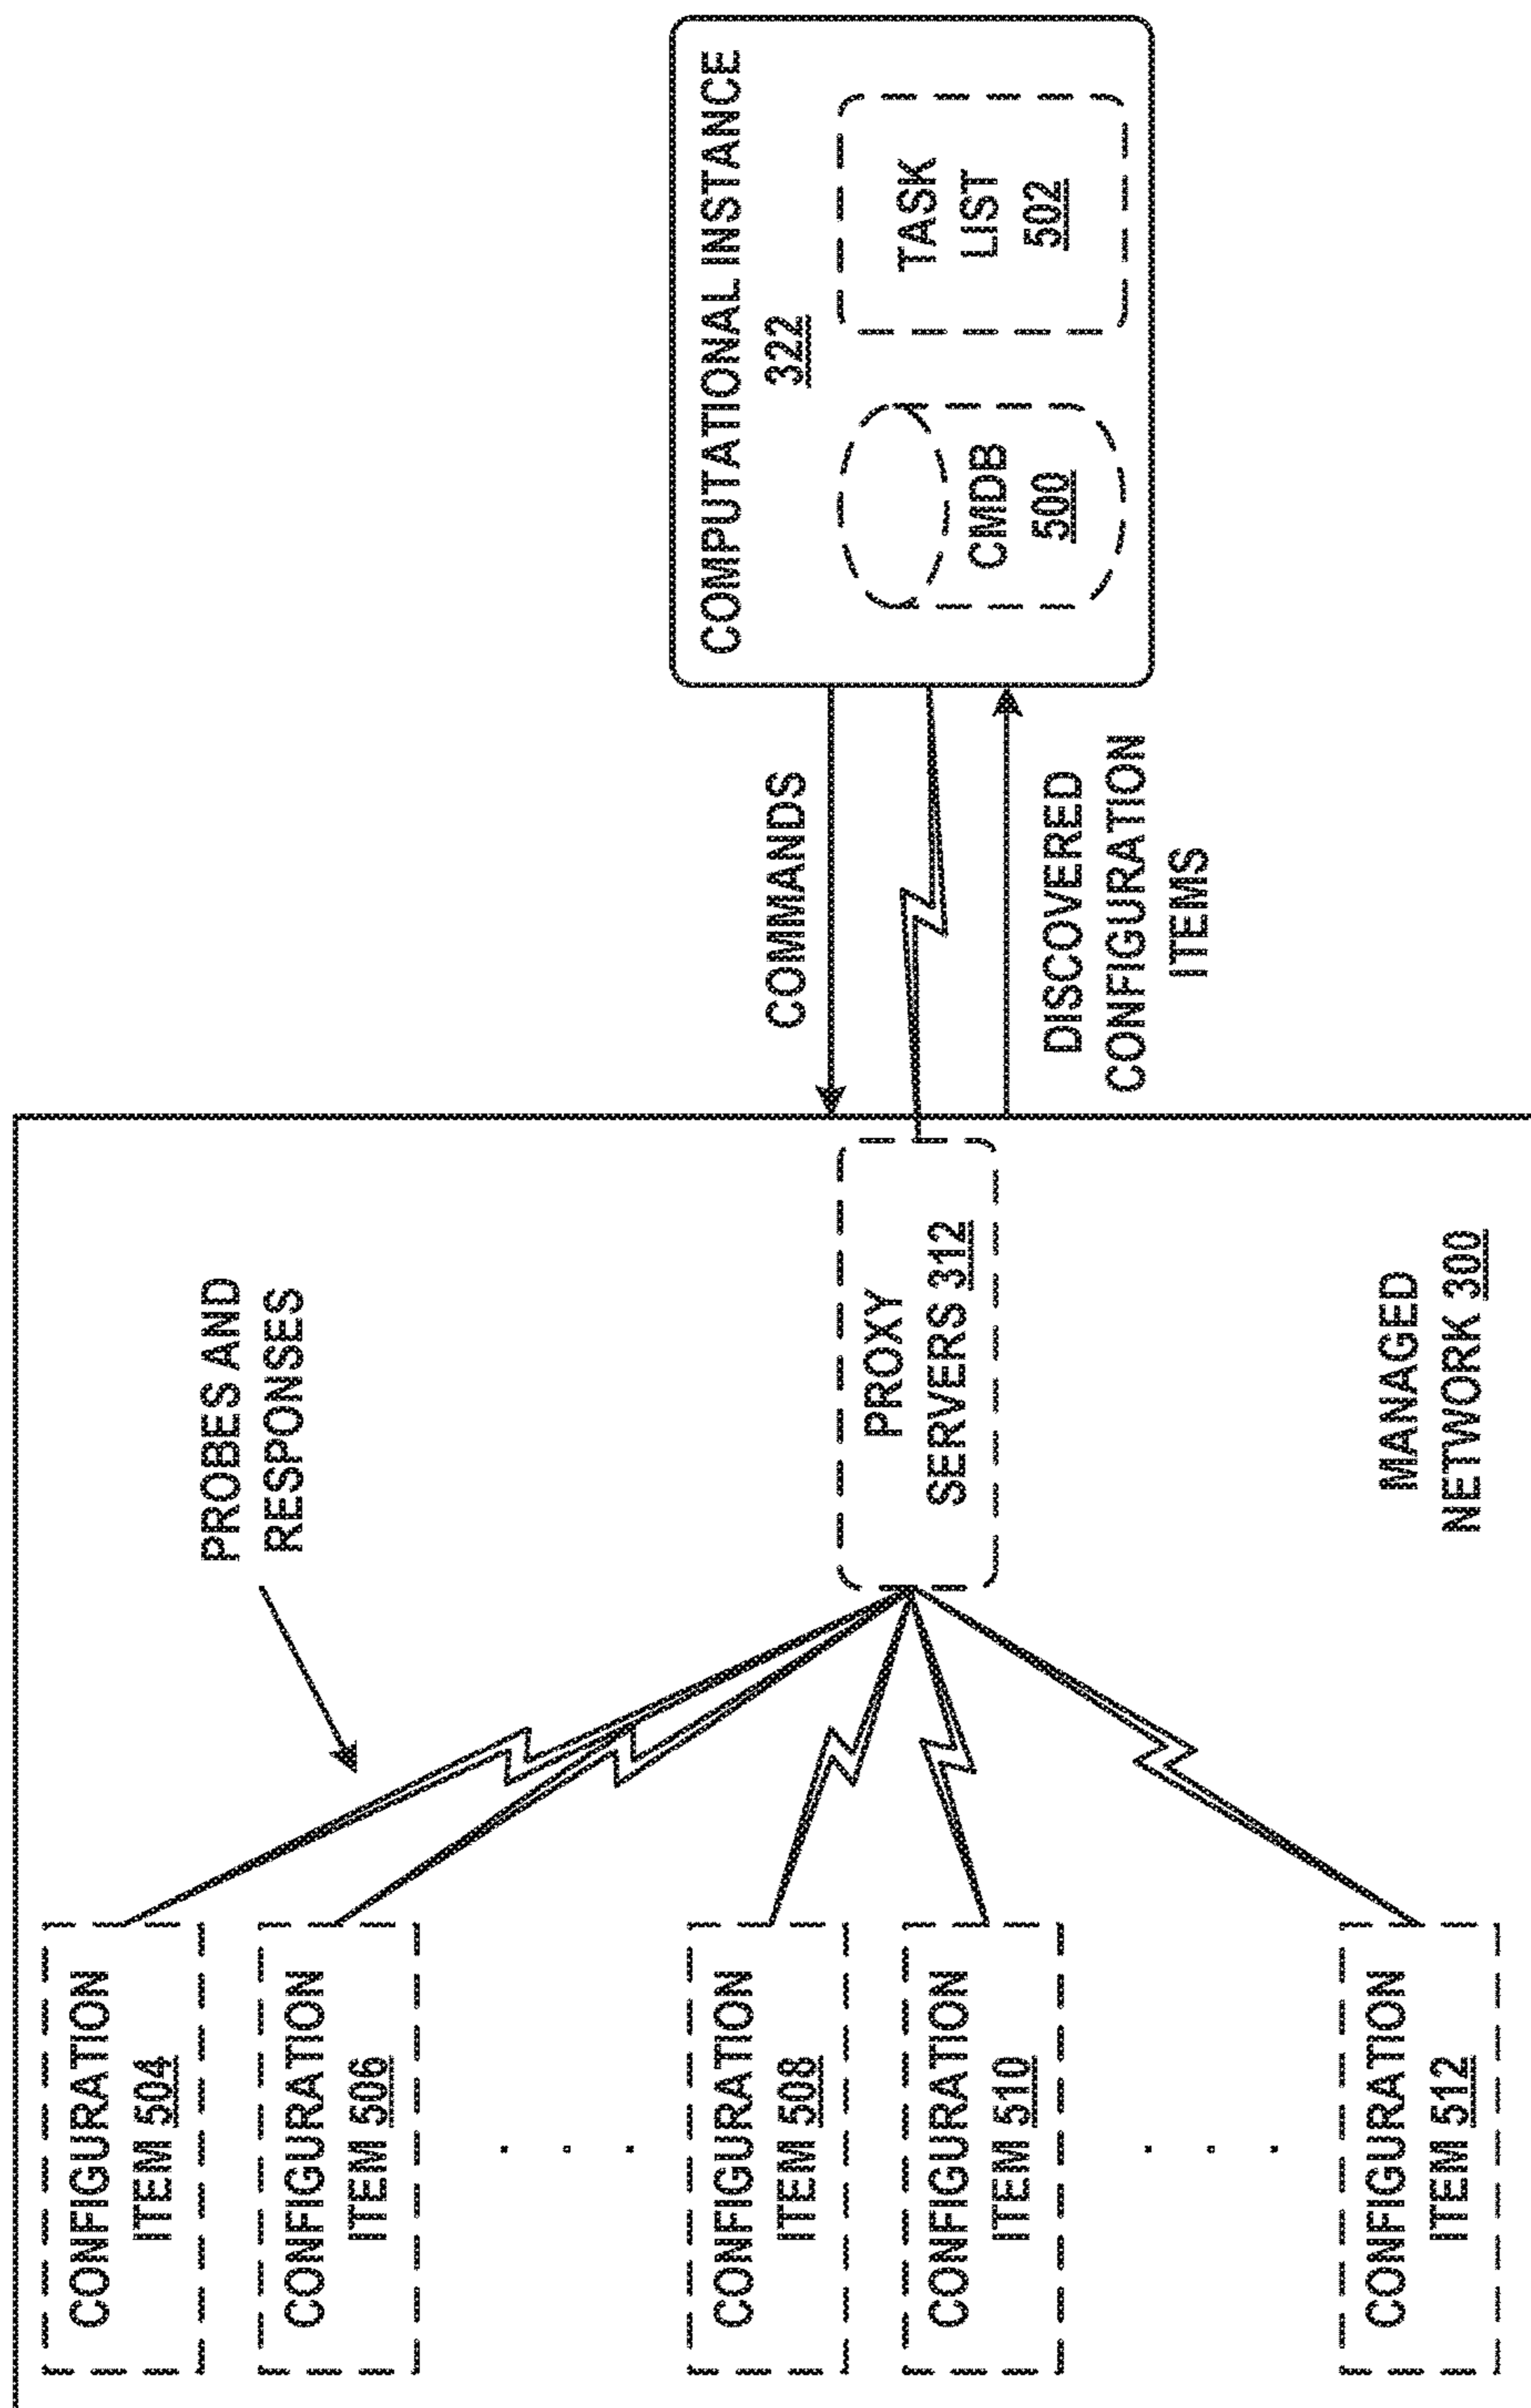 CONFIGURATION
ITEM 504
CONFIGURATION
ITEM 506
CONFIGURATION
ITEM 508
CONFIGURATION
ITEM 510
CONFIGURATION
ITEM 512
PROBES AND
RESPONSES
PROXY
SERVERS 312
MANAGED
NETWORK 300
COMMANDS
DISCOVERED
CONFIGURATION
ITEMS
COMPUTATIONAL INSTANCE
322
CMDB
500
TASK
LIST
502